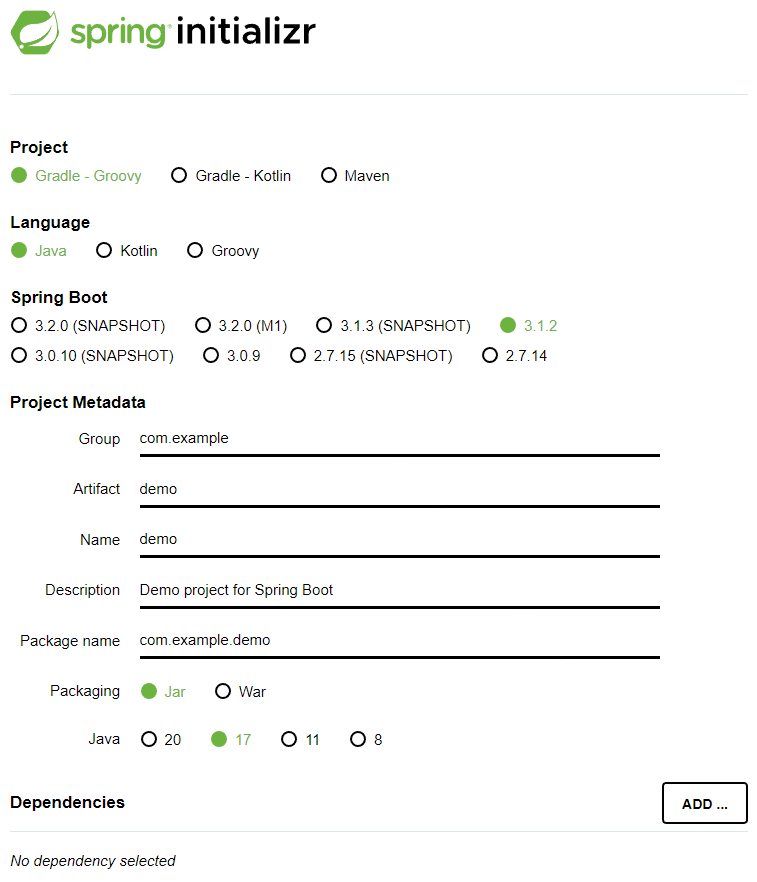 spring initializr
Project
Gradle - Groovy Gradle - Kotlin Maven
Language
Java Kotlin Groovy
Spring Boot
3.2.0 (SNAPSHOT) 3.2.0 (M1) 3.1.3 (SNAPSHOT) 3.1.2
3.0.10 (SNAPSHOT) 3.0.9 2.7.15 (SNAPSHOT) 2.7.14
Project Metadata
Group com.example
Artifact demo
Name demo
Description Demo project for Spring Boot
Package name com.example.demo
Packaging Jar War
Java 20 17 11 8
Dependencies ADD ...
No dependency selected